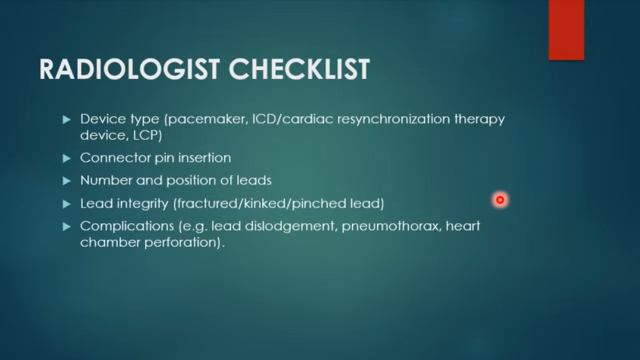 RADIOLOGIST CHECKLIST
Device type (pacemaker, ICD/cardiac resynchronization therapy
device, LCP)
Connector pin insertion
Number and position of leads
Lead integrity (fractured/kinked/pinched lead)
Complications (e.g. lead dislodgement, pneumothorax, heart
chamber perforation).